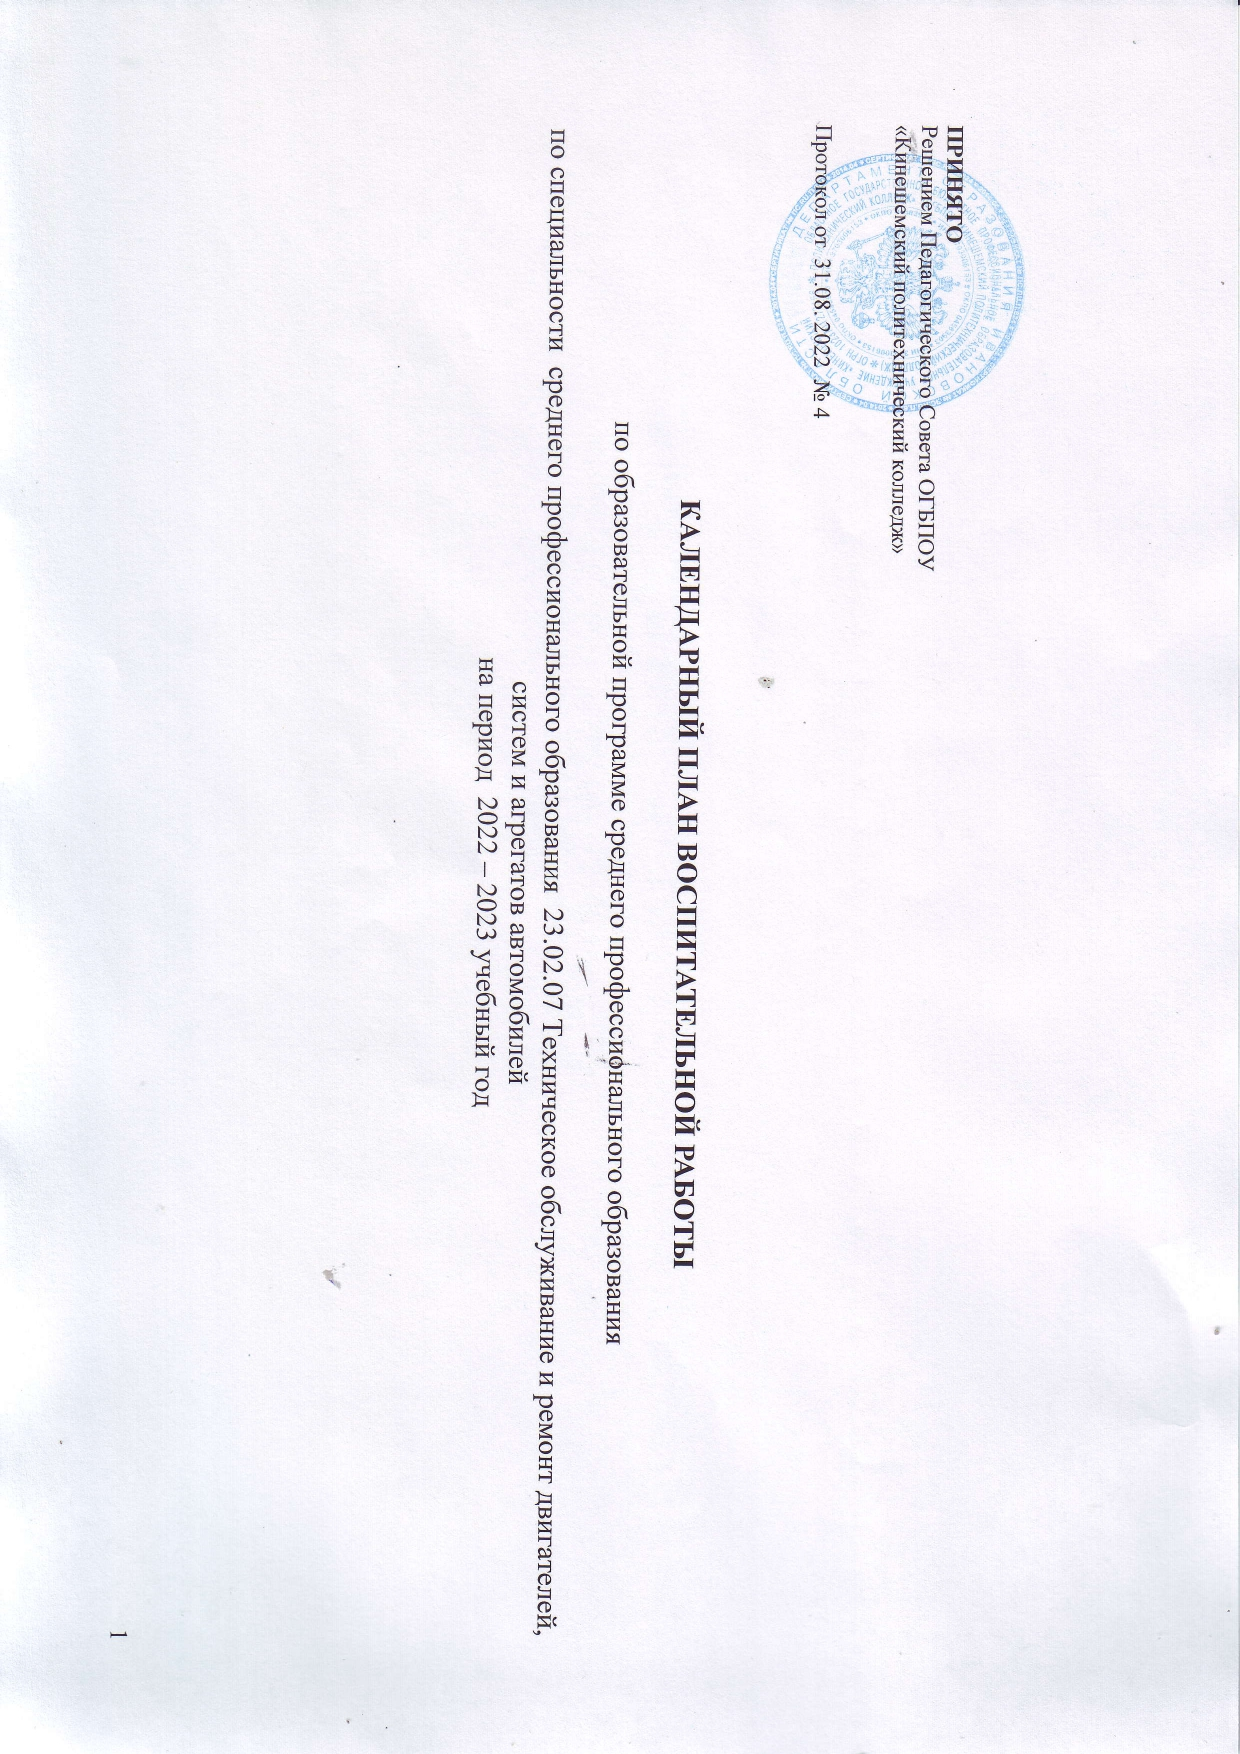 ПРИНЯТО
Решением Педагогического Совета ОГБПОУ
«Кинешемский политехнический колледж»
Протокол от 31.08. 2022 № 4
КАЛЕНДАРНЫЙ ПЛАН ВОСПИТАТЕЛЬНОЙ РАБОТЫ
по образовательной программе среднего профессионального образования
по специальности среднего профессионального образования 23.02.07 Техническое обслуживание и ремонт двигателей,
систем и агрегатов автомобилей
на период 2022 – 2023 учебный год
1